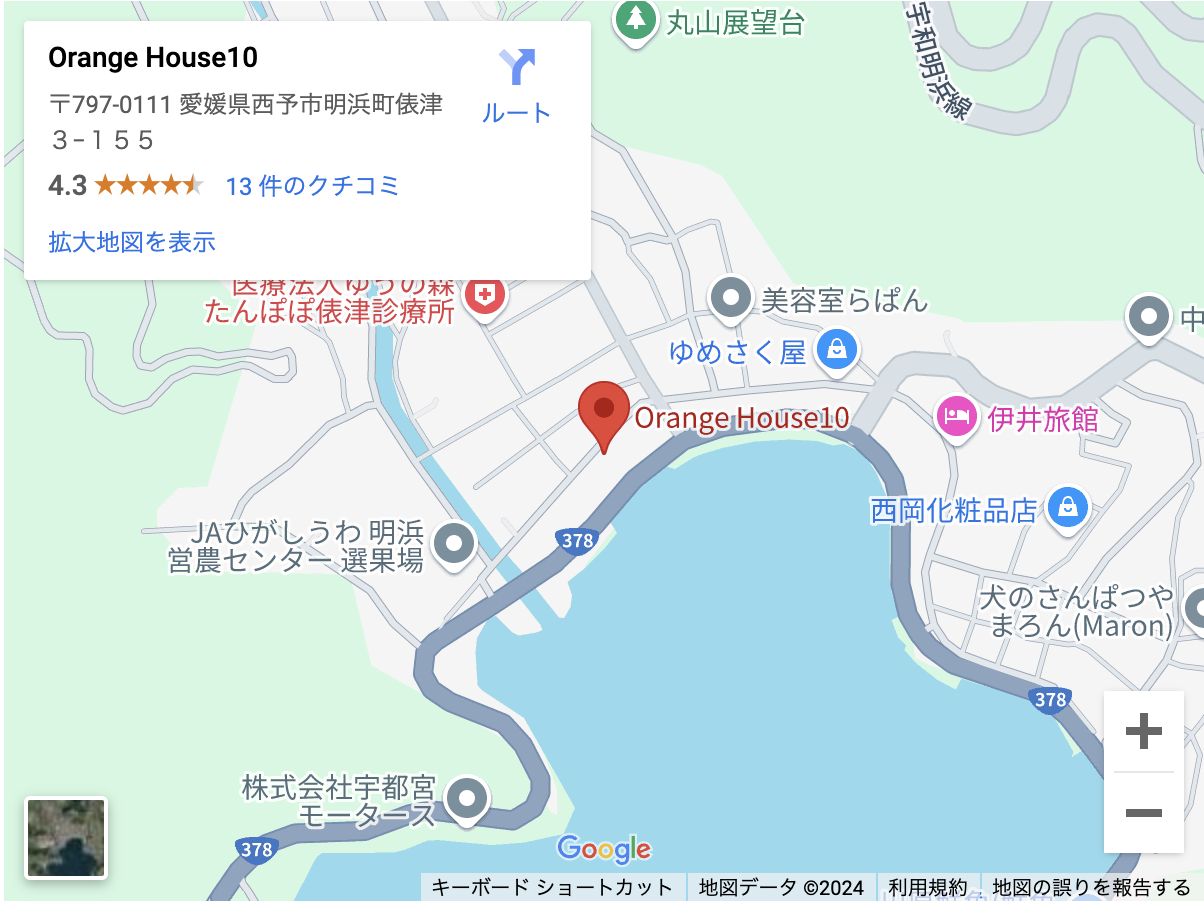 Orange House10
〒797-0111 愛媛県西予市明浜町俵津
３−１５５
ルート
4.3
13 件のクチコミ
拡大地図を表示
丸山展望台
宇和明浜線
医療法人ゆうの森
たんぽぽ俵津診療所
美容室らぱん
ゆめさく屋
中
Orange House10
伊井旅館
西岡化粧品店
JAひがしうわ 明浜
営農センター 選果場
378
犬のさんぱつや
まろん(Maron)
378
株式会社宇都宮
モータース
378
Google
キーボード ショートカット
地図データ ©2024
利用規約
地図の誤りを報告する